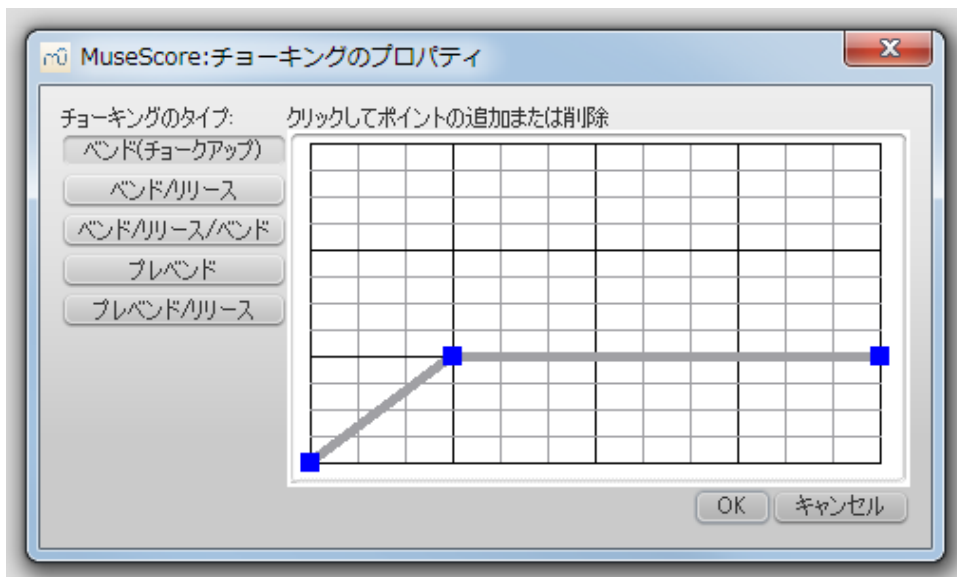 MuseScore:チョーキングのプロパティ
チョーキングのタイプ: クリックしてポイントの追加または削除
ベンド(チョークアップ)
ベンド/リリース
ベンド/リリース/ベンド
プレベンド
プレベンド/リリース
OK キャンセル